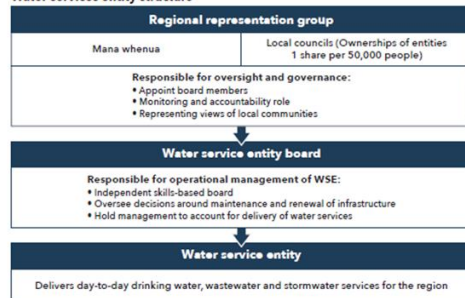 Water services entity structure
Regional representation group
Mana whenua
Local councils (Ownerships of entities
1 share per 50,000 people)
Responsible for oversight and governance:
• Appoint board members
• Monitoring and accountability role
• Representing views of local communities
Water service entity board
Responsible for operational management of WSE:
• Independent skills-based board
• Oversee decisions around maintenance and renewal of infrastructure
• Hold management to account for delivery of water services
Water service entity
Delivers day-to-day drinking water, wastewater and stormwater services for the region